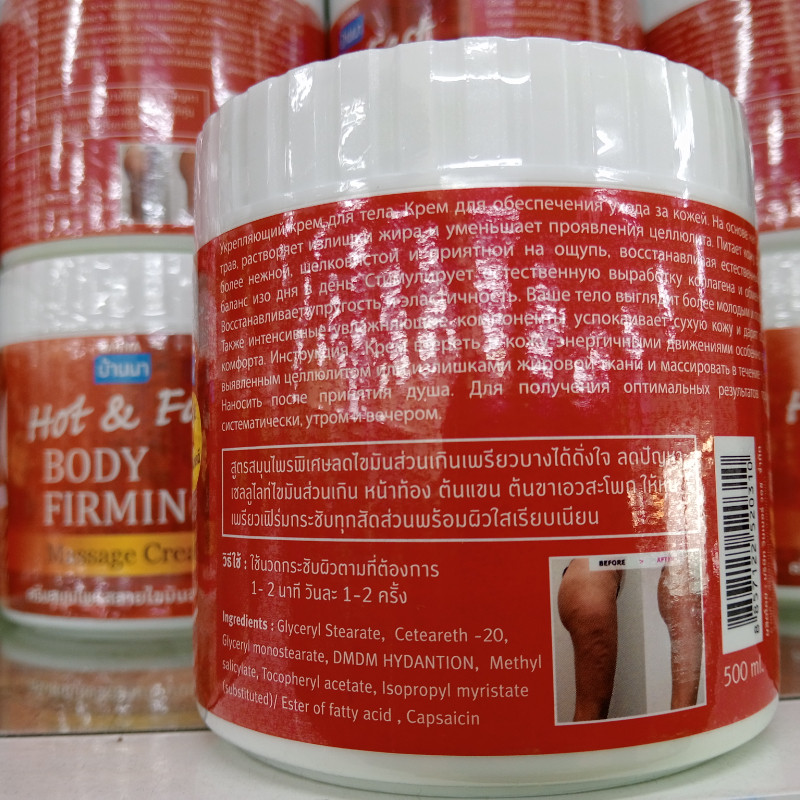 Укрепляющий крем для тела. Крем для обеспечения ухода за кожей. На основе
трав, растворяет излишки жира и уменьшает проявления целлюлита. Питает
более нежной, шелковистой и приятной на ощупь, восстанавливая
баланс изо дня в день. Стимулирует естественную выработку коллагена и
Восстанавливает упругость и эластичность. Ваше тело выглядит более молодым и
Также интенсивные увлажняющие компоненты успокаивает сухую кожу и
комфорта. Инструкция Крем втереть в кожу энергичными движениями
выявленным целлюлитом или излишками жировой ткани и массировать в течение
Наносить после принятия душа. Для получения оптимальных результатов
систематически, утром и вечером.
สูตรสมุนไพรพิเศษลดไขมันส่วนเกินเพรียวบางได้ดั่งใจ ลดปัญหา
เซลลูไลท์ไขมันส่วนเกิน หน้าท้อง ต้นแขน ต้นขาเอวสะโพก
เพรียวเฟิร์มกระชับทุกสัดส่วนพร้อมผิวใสเรียบเนียน
วิธีใช้ : ใช้นวดกระชับผิวตามที่ต้องการ
1- 2 นาที วันละ 1-2 ครั้ง
Ingredients : Glyceryl Stearate, Ceteareth -20,
Glyceryl monostearate, DMDM HYDANTION, Methyl
salicylate, Tocopheryl acetate, Isopropyl myristate
(Substituted)/ Ester of fatty acid , Capsaicin
BEFORE
8 857122 520310
500 ml.
บ้านนา
Hot &
BODY
FIRMIN
Massage Crea